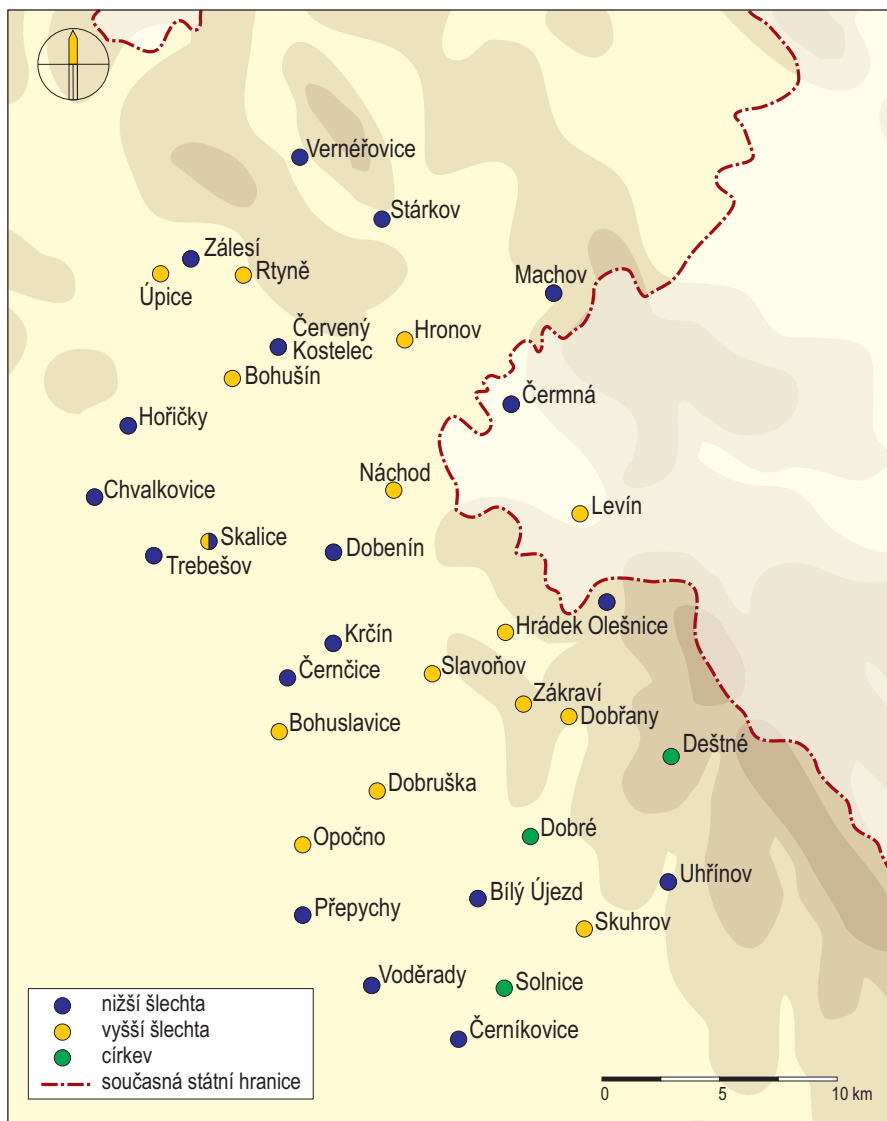 Vernéřovice
Stárkov
Zálesí
Rtyně
Úpice
Machov
Červený
Kostelec
Hronov
Bohušín
Čermná
Hořičky
Náchod
Chvalkovice
Levín
Skalice
Dobenín
Trebešov
Hrádek Olešnice
Krčín
Slavoňov
Černčice
Zákraví
Dobřany
Bohuslavice
Deštné
Dobruška
Dobré
Opočno
Uhřínov
Bílý Újezd
Přepychy
Skuhrov
Voděrady
Solnice
Černíkovice
nižší šlechta
vyšší šlechta
církev
současná státní hranice
0 5 10 km